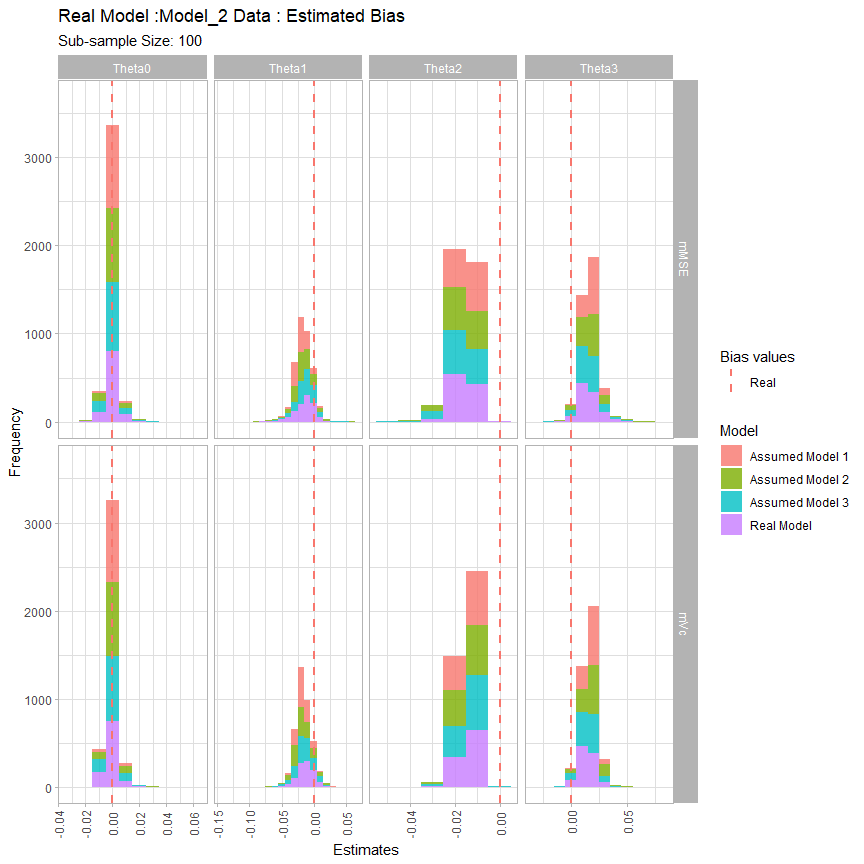 Real Model :Model_2 Data : Estimated Bias
Sub-sample Size: 100
Theta0 Theta1 Theta2 Theta3
3000
2000
1000
0
mMSE
3000
2000
1000
0
mVc
Frequency
-0.04 -0.02 0.00 0.02 0.04 0.06 -0.15 -0.05 0.00 0.05 -0.04 -0.02 0.00 0.00 0.05
Estimates
Bias values
Real
Model
Assumed Model 1
Assumed Model 2
Assumed Model 3
Real Model